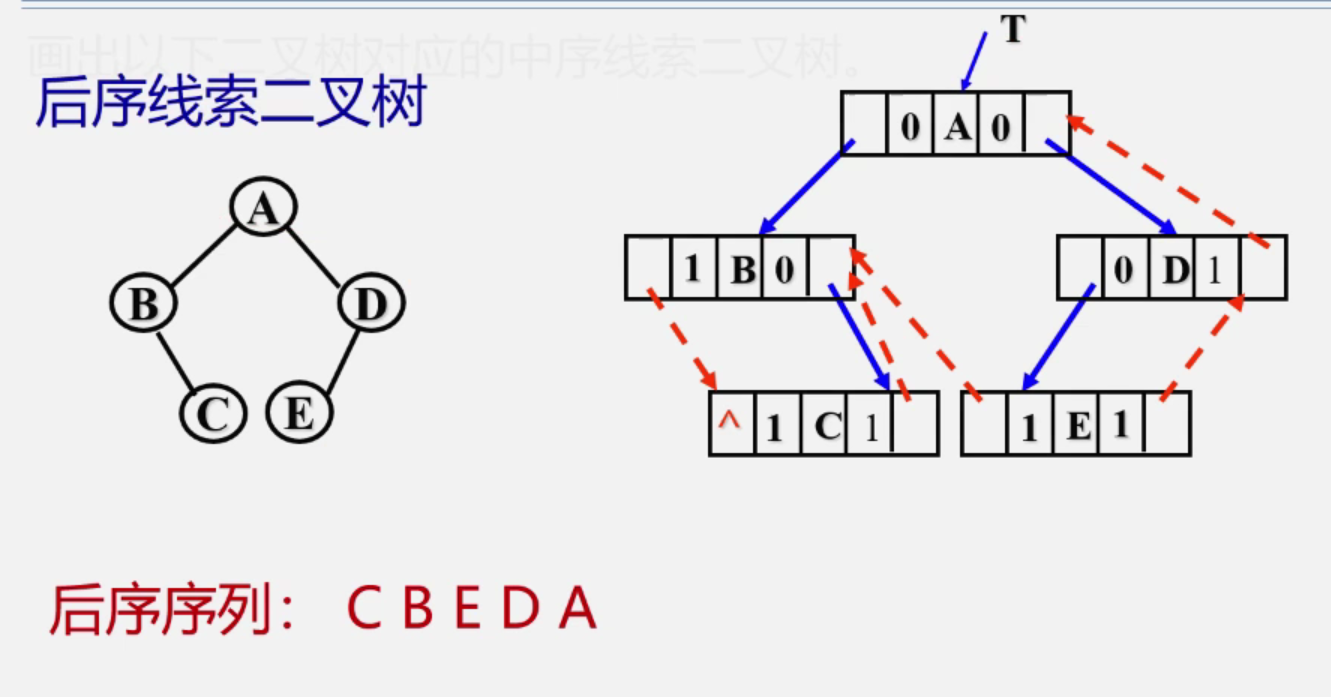 画出以下二叉树对应的中序线索二叉树。
后序线索二叉树
T
0 A 0
A
1 B 0
0 D 1
B
D
^ 1 C 1
1 E 1
C
E
后序序列： C B E D A